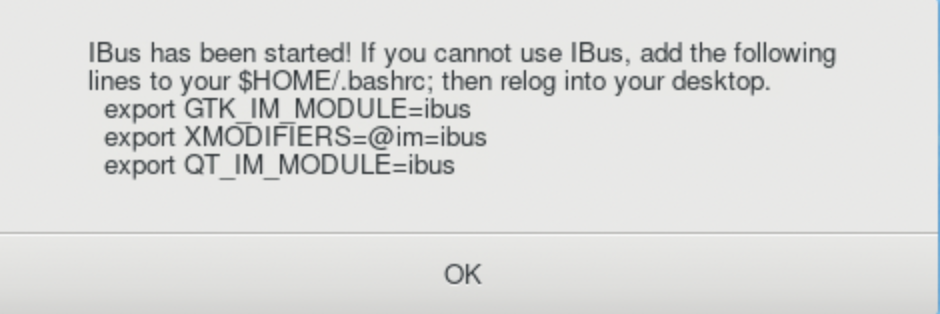 IBus has been started! If you cannot use IBus, add the following
lines to your $HOME/.bashrc; then relog into your desktop.
export GTK_IM_MODULE=ibus
export XMODIFIERS=@im=ibus
export QT_IM_MODULE=ibus
OK